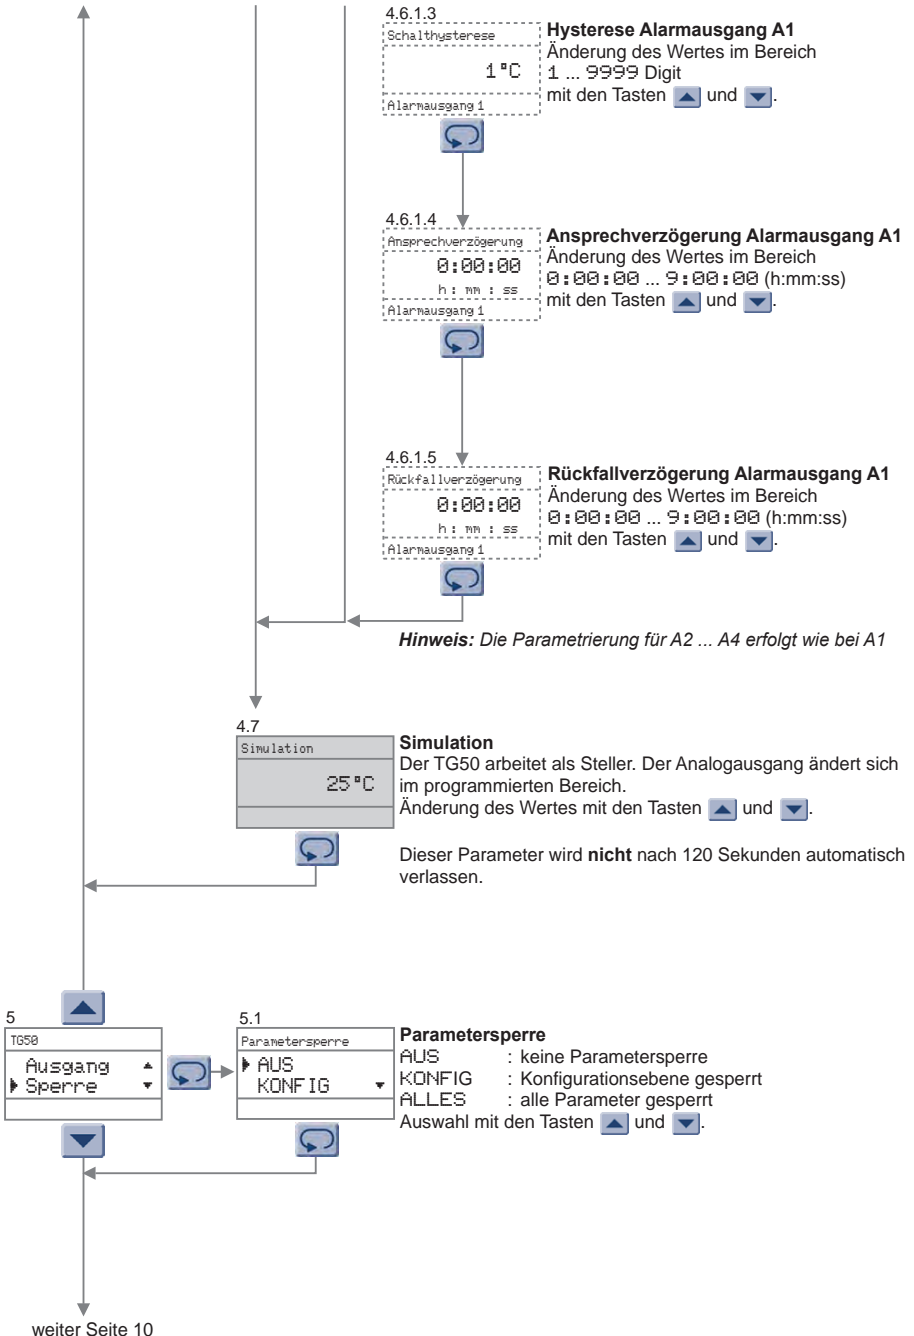 4.6.1.3
Schalthysterese
1°C
Alarmausgang 1
Hysterese Alarmausgang A1
Änderung des Wertes im Bereich
1 ... 9999 Digit
mit den Tasten und .
4.6.1.4
Ansprechverzögerung
0:00:00
h : mm : ss
Alarmausgang 1
Ansprechverzögerung Alarmausgang A1
Änderung des Wertes im Bereich
0:00:00 ... 9:00:00 (h:mm:ss)
mit den Tasten und .
4.6.1.5
Rückfallverzögerung
0:00:00
h : mm : ss
Alarmausgang 1
Rückfallverzögerung Alarmausgang A1
Änderung des Wertes im Bereich
0:00:00 ... 9:00:00 (h:mm:ss)
mit den Tasten und .
Hinweis: Die Parametrierung für A2 ... A4 erfolgt wie bei A1
4.7
Simulation
25°C
Simulation
Der TG50 arbeitet als Steller. Der Analogausgang ändert sich
im programmierten Bereich.
Änderung des Wertes mit den Tasten und .
Dieser Parameter wird nicht nach 120 Sekunden automatisch
verlassen.
5
TG50
Ausgang
Sperre
5.1
Parametersperre
AUS
KONFIG
Parametersperre
AUS : keine Parametersperre
KONFIG : Konfigurationsebene gesperrt
ALLES : alle Parameter gesperrt
Auswahl mit den Tasten und .
weiter Seite 10